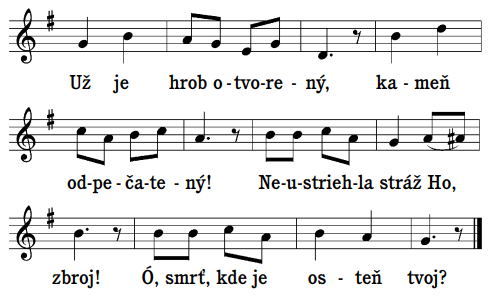 Už je hrob o-tvo-re - ný, ka - meň
od-pe-ča-te - ný! Ne-u-strieh-la stráž Ho,
zbroj! Ó, smrť, kde je os - teň tvoj?